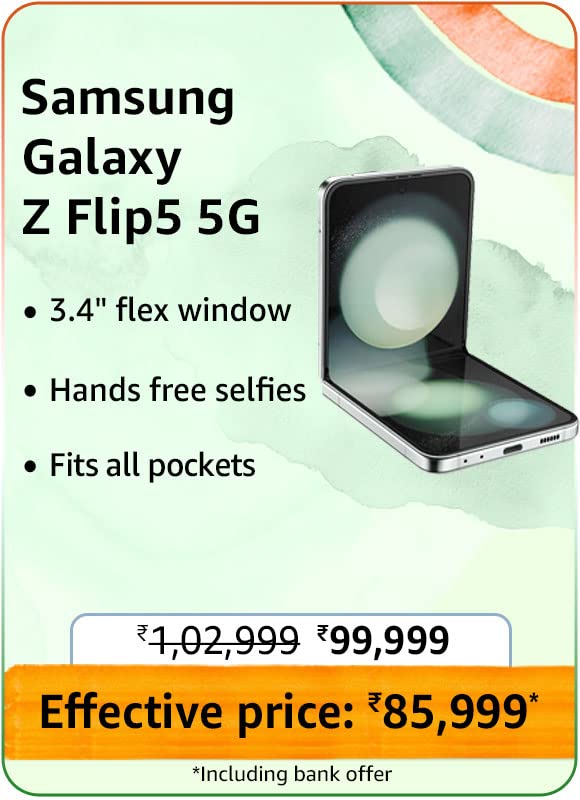 Samsung
Galaxy
Z Flip5 5G
• 3.4" flex window
• Hands free selfies
• Fits all pockets
₹1,02,999 ₹99,999
Effective price: ₹85,999*
*Including bank offer